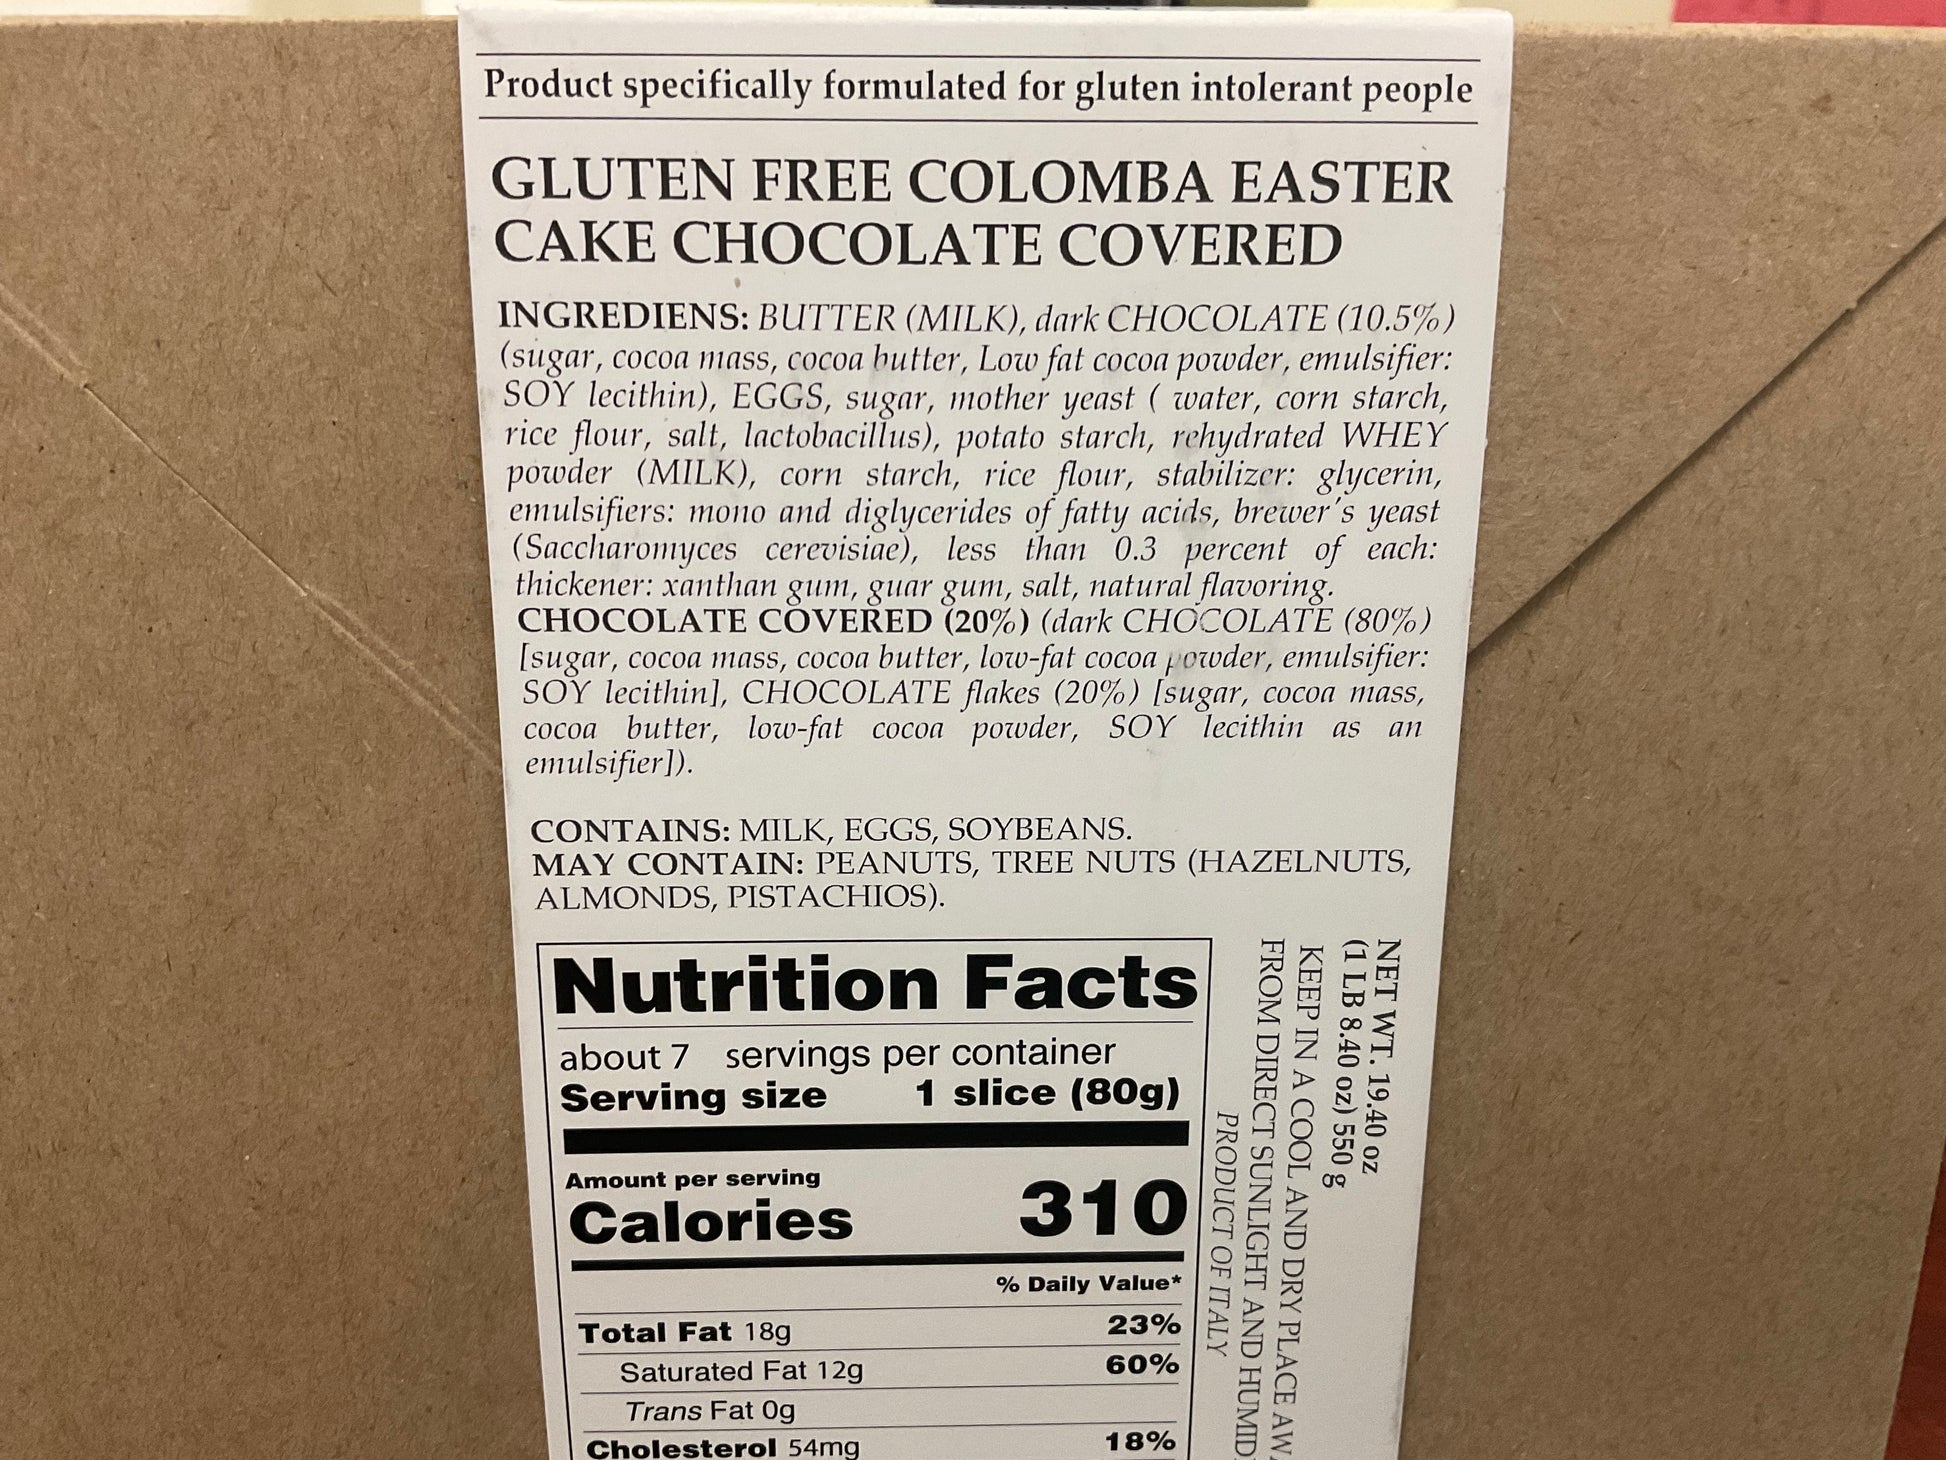 Product specifically formulated for gluten intolerant people
GLUTEN FREE COLOMBA EASTER
CAKE CHOCOLATE COVERED
INGREDIENS: BUTTER (MILK), dark CHOCOLATE (10.5%)
(sugar, cocoa mass, cocoa butter, Low fat cocoa powder, emulsifier:
SOY lecithin), EGGS, sugar, mother yeast ( water, corn starch,
rice flour, salt, lactobacillus), potato starch, rehydrated WHEY
powder (MILK), corn starch, rice flour, stabilizer: glycerin,
emulsifiers: mono and diglycerides of fatty acids, brewer's yeast
(Saccharomyces cerevisiae), less than 0.3 percent of each:
thickener: xanthan gum, guar gum, salt, natural flavoring.
CHOCOLATE COVERED (20%) (dark CHOCOLATE (80%)
[sugar, cocoa mass, cocoa butter, low-fat cocoa powder, emulsifier:
SOY lecithin], CHOCOLATE flakes (20%) [sugar, cocoa mass,
cocoa butter, low-fat cocoa powder, SOY lecithin as an
emulsifier]).
CONTAINS: MILK, EGGS, SOYBEANS.
MAY CONTAIN: PEANUTS, TREE NUTS (HAZELNUTS,
ALMONDS, PISTACHIOS).
Nutrition Facts
about 7 servings per container
Serving size 1 slice (80g)
Amount per serving
Calories 310
% Daily Value*
Total Fat 18g 23%
Saturated Fat 12g 60%
Trans Fat 0g
Cholesterol 54mg 18%
NET WT. 19.40 oz
(1 LB 8.40 oz) 550 g
KEEP IN A COOL AND DRY PLACE
FROM DIRECT SUNLIGHT AND
PRODUCT OF ITALY